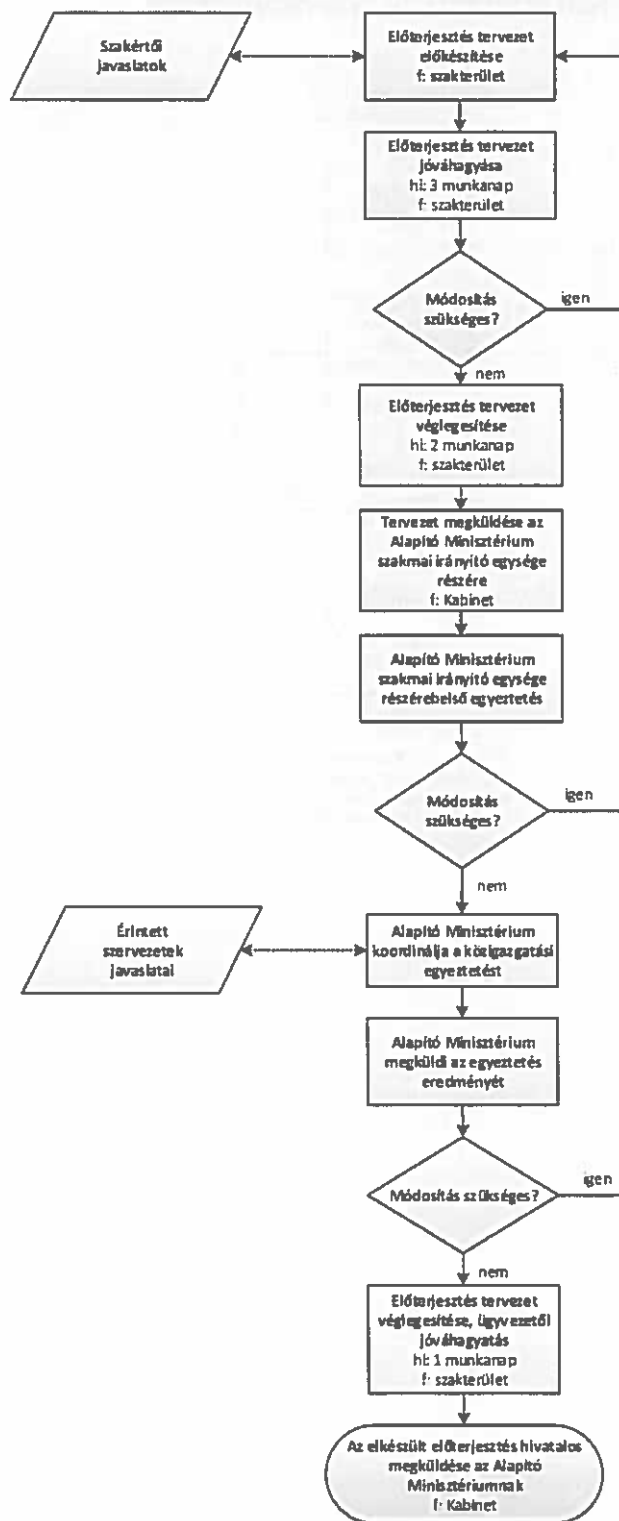 Szakértői
javaslatok
Előterjesztés tervezet
előkészítése
f: szakterület
Előterjesztés tervezet
jóváhagyása
hi: 3 munkanap
f: szakterület
Módosítás
szükséges?
igen
nem
Előterjesztés tervezet
véglegesítése
hi: 2 munkanap
f: szakterület
Tervezet megküldése az
Alapító Minisztérium
szakmai irányító egysége
részére
f: Kabinet
Alapító Minisztérium
szakmai irányító egysége
részérebelső egyeztetés
Módosítás
szükséges?
igen
nem
Érintett
szervezetek
javaslatai
Alapító Minisztérium
koordinálja a közigazgatási
egyeztetést
Alapító Minisztérium
megküldi az egyeztetés
eredményét
Módosítás szükséges?
igen
nem
Előterjesztés tervezet
véglegesítése, ügyvezetői
jóváhagyatás
hi: 1 munkanap
f: szakterület
Az elkészült előterjesztés hivatalos
megküldése az Alapító
Minisztériumnak
f: Kabinet